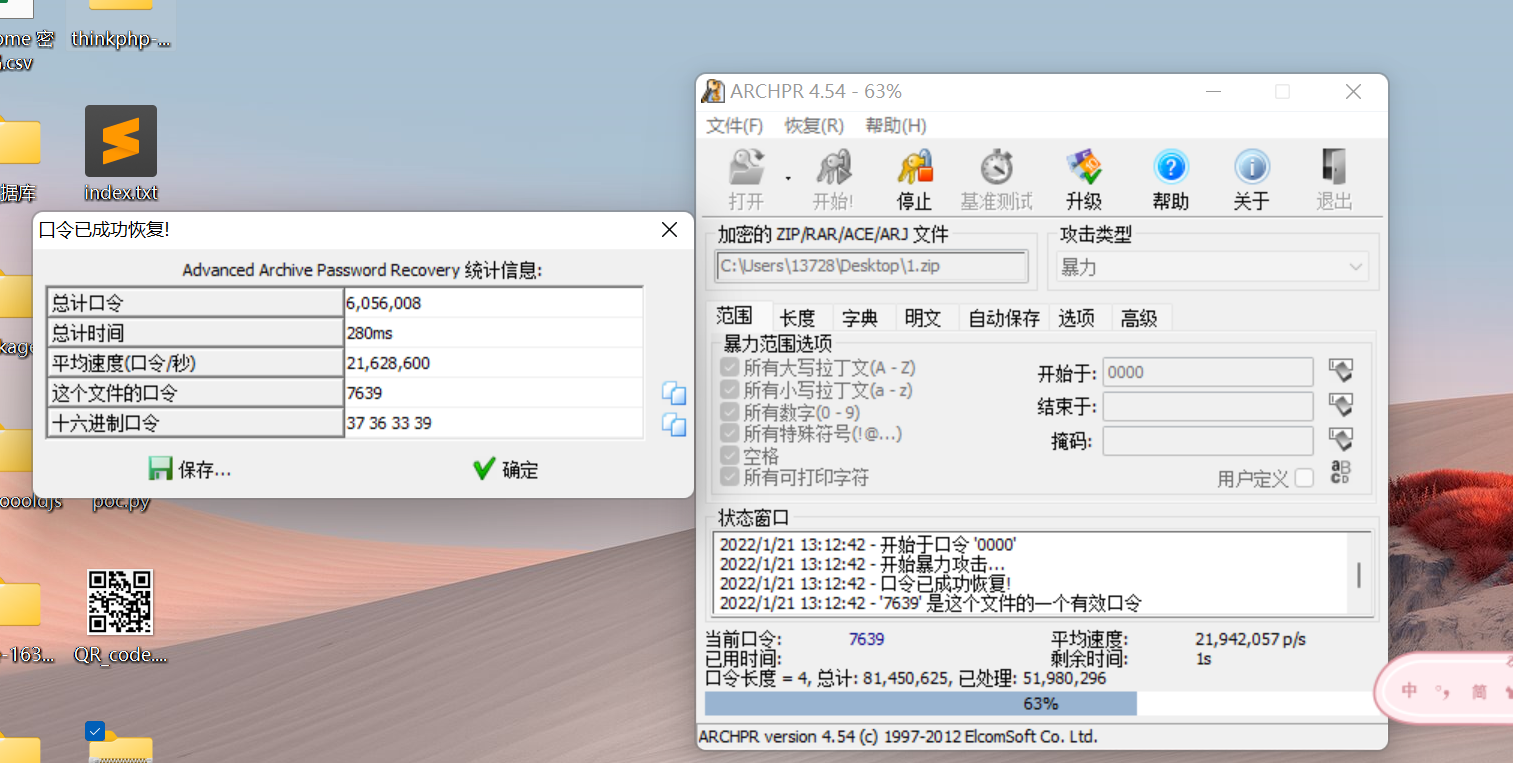 ome 密
.csv
thinkphp-...
据库
index.txt
kage
oooldjs
poc.py
-163...
QR_code....
口令已成功恢复!
Advanced Archive Password Recovery 统计信息:
总计口令 6,056,008
总计时间 280ms
平均速度(口令/秒) 21,628,600
这个文件的口令 7639
十六进制口令 37 36 33 39
保存... 确定
ARCHPR 4.54 - 63%
文件(F) 恢复(R) 帮助(H)
打开 开始! 停止 基准测试 升级 帮助 关于 退出
加密的 ZIP/RAR/ACE/ARJ 文件
C:\Users\13728\Desktop\1.zip
攻击类型
暴力
范围 长度 字典 明文 自动保存 选项 高级
暴力范围选项
所有大写拉丁文(A - Z)
所有小写拉丁文(a - z)
所有数字(0 - 9)
所有特殊符号(!@...)
空格
所有可打印字符
开始于: 0000
结束于:
掩码:
用户定义
状态窗口
2022/1/21 13:12:42 - 开始于口令 '0000'
2022/1/21 13:12:42 - 开始暴力攻击...
2022/1/21 13:12:42 - 口令已成功恢复!
2022/1/21 13:12:42 - '7639' 是这个文件的一个有效口令
当前口令: 7639 平均速度: 21,942,057 p/s
已用时间: 剩余时间: 1s
口令长度 = 4, 总计: 81,450,625, 已处理: 51,980,296
63%
ARCHPR version 4.54 (c) 1997-2012 ElcomSoft Co. Ltd.
中 °, 简